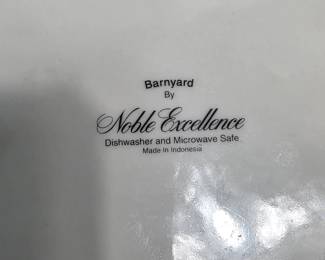 Barnyard
By
Noble Excellence
Dishwasher and Microwave Safe
Made In Indonesia